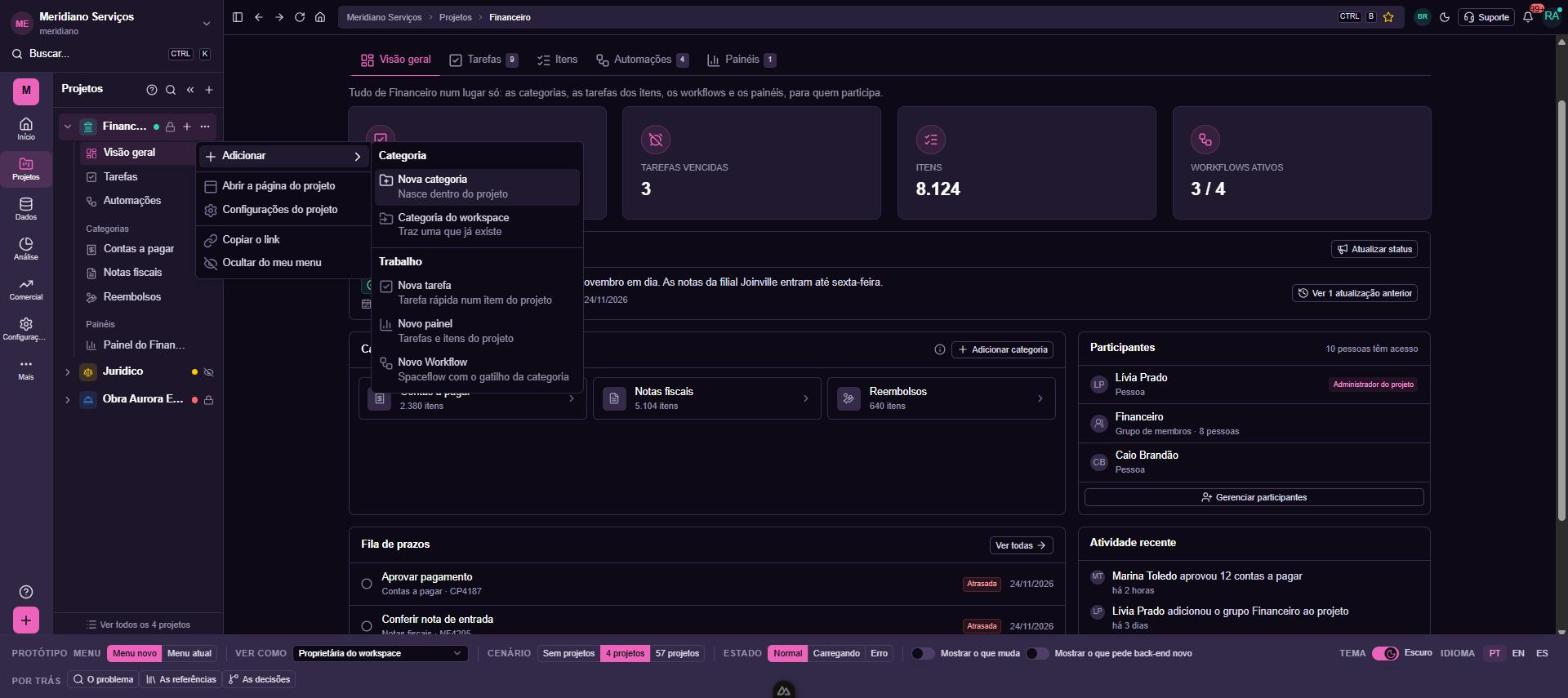 ME
Meridiano Serviços
meridiano
Meridiano Serviços > Projetos > Financeiro
CTRL B
BR
Suporte
99+
RA
Buscar...
CTRL K
M
Início
Projetos
Dados
Análise
Comercial
Configuraç...
Mais
Projetos
Financ...
Visão geral
Tarefas
Automações
Categorias
Contas a pagar
Notas fiscais
Reembolsos
Painéis
Painel do Finan...
Jurídico
Obra Aurora E...
Ver todos os 4 projetos
Adicionar
Abrir a página do projeto
Configurações do projeto
Copiar o link
Ocultar do meu menu
Categoria
Nova categoria
Nasce dentro do projeto
Categoria do workspace
Traz uma que já existe
Trabalho
Nova tarefa
Tarefa rápida num item do projeto
Novo painel
Tarefas e itens do projeto
Novo Workflow
Spaceflow com o gatilho da categoria
Visão geral
Tarefas 9
Itens
Automações 4
Painéis 1
Tudo de Financeiro num lugar só: as categorias, as tarefas dos itens, os workflows e os painéis, para quem participa.
TAREFAS VENCIDAS
3
ITENS
8.124
WORKFLOWS ATIVOS
3 / 4
Atualizar status
ovembro em dia. As notas da filial Joinville entram até sexta-feira.
24/11/2026
Ver 1 atualização anterior
Ca
Adicionar categoria
Contas a pagar
2.380 itens
Notas fiscais
5.104 itens
Reembolsos
640 itens
Participantes
10 pessoas têm acesso
LP
Lívia Prado
Pessoa
Administrador do projeto
Financeiro
Grupo de membros · 8 pessoas
CB
Caio Brandão
Pessoa
Gerenciar participantes
Fila de prazos
Ver todas
Aprovar pagamento
Contas a pagar · CP4187
Atrasada
24/11/2026
Conferir nota de entrada
Notas fiscais · NF4205
Atrasada
24/11/2026
Atividade recente
MT
Marina Toledo aprovou 12 contas a pagar
há 2 horas
LP
Lívia Prado adicionou o grupo Financeiro ao projeto
há 3 dias
PROTÓTIPO MENU Menu novo Menu atual VER COMO Proprietária do workspace CENÁRIO Sem projetos 4 projetos 57 projetos ESTADO Normal Carregando Erro Mostrar o que muda Mostrar o que pede back-end novo TEMA Escuro IDIOMA PT EN ES
POR TRÁS O problema As referências As decisões